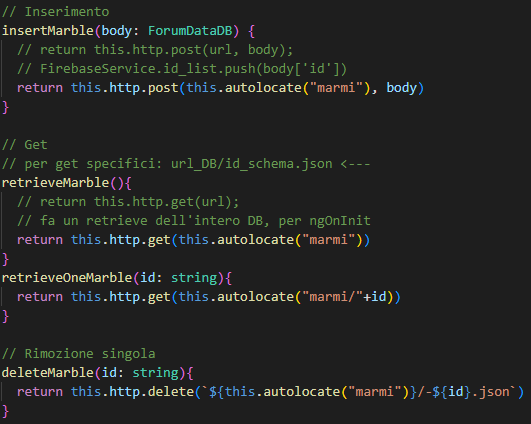 // Inserimento
insertMarble(body: ForumDataDB) {
  // return this.http.post(url, body);
  // FirebaseService.id_list.push(body['id'])
  return this.http.post(this.autolocate("marmi"), body)
}

// Get
// per get specifici: url_DB/id_schema.json <---
retrieveMarble(){
  // return this.http.get(url);
  // fa un retrieve dell'intero DB, per ngOnInit
  return this.http.get(this.autolocate("marmi"))
}
retrieveOneMarble(id: string){
  return this.http.get(this.autolocate("marmi/"+id))
}

// Rimozione singola
deleteMarble(id: string){
  return this.http.delete(`${this.autolocate("marmi")}/-${id}.json`)
}